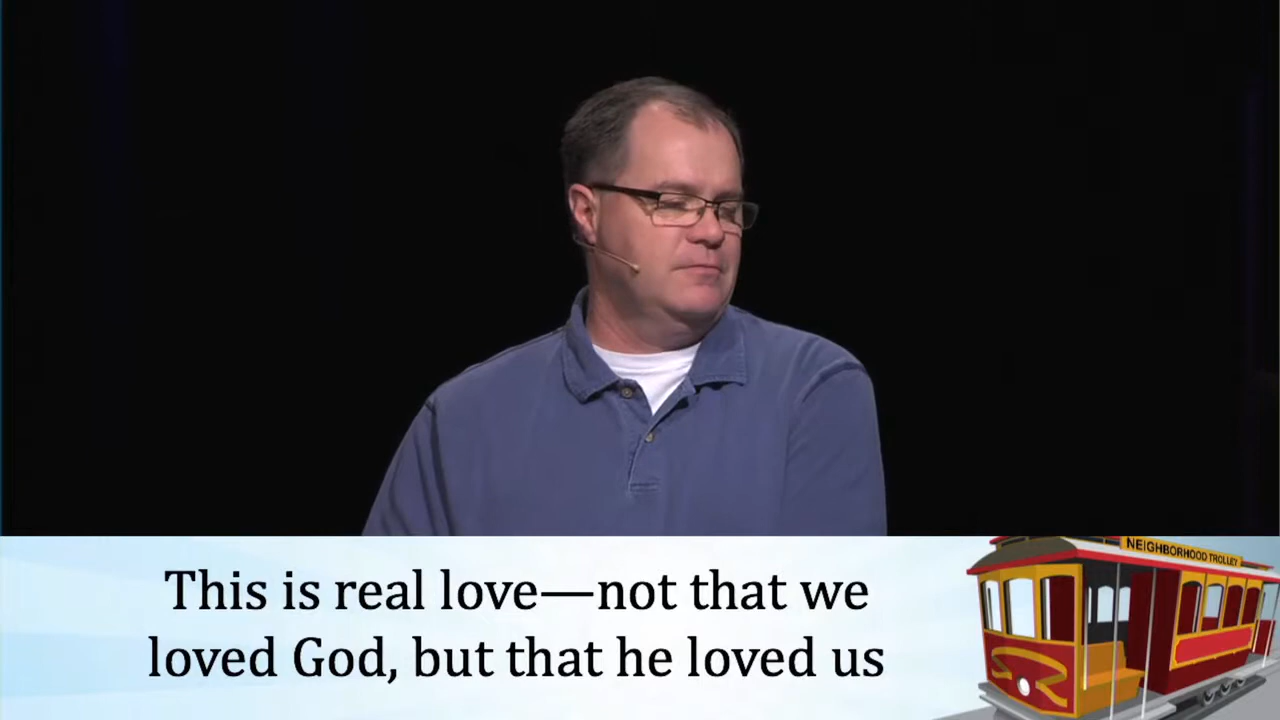 NEIGHBORHOOD TROLLEY
This is real love—not that we
loved God, but that he loved us